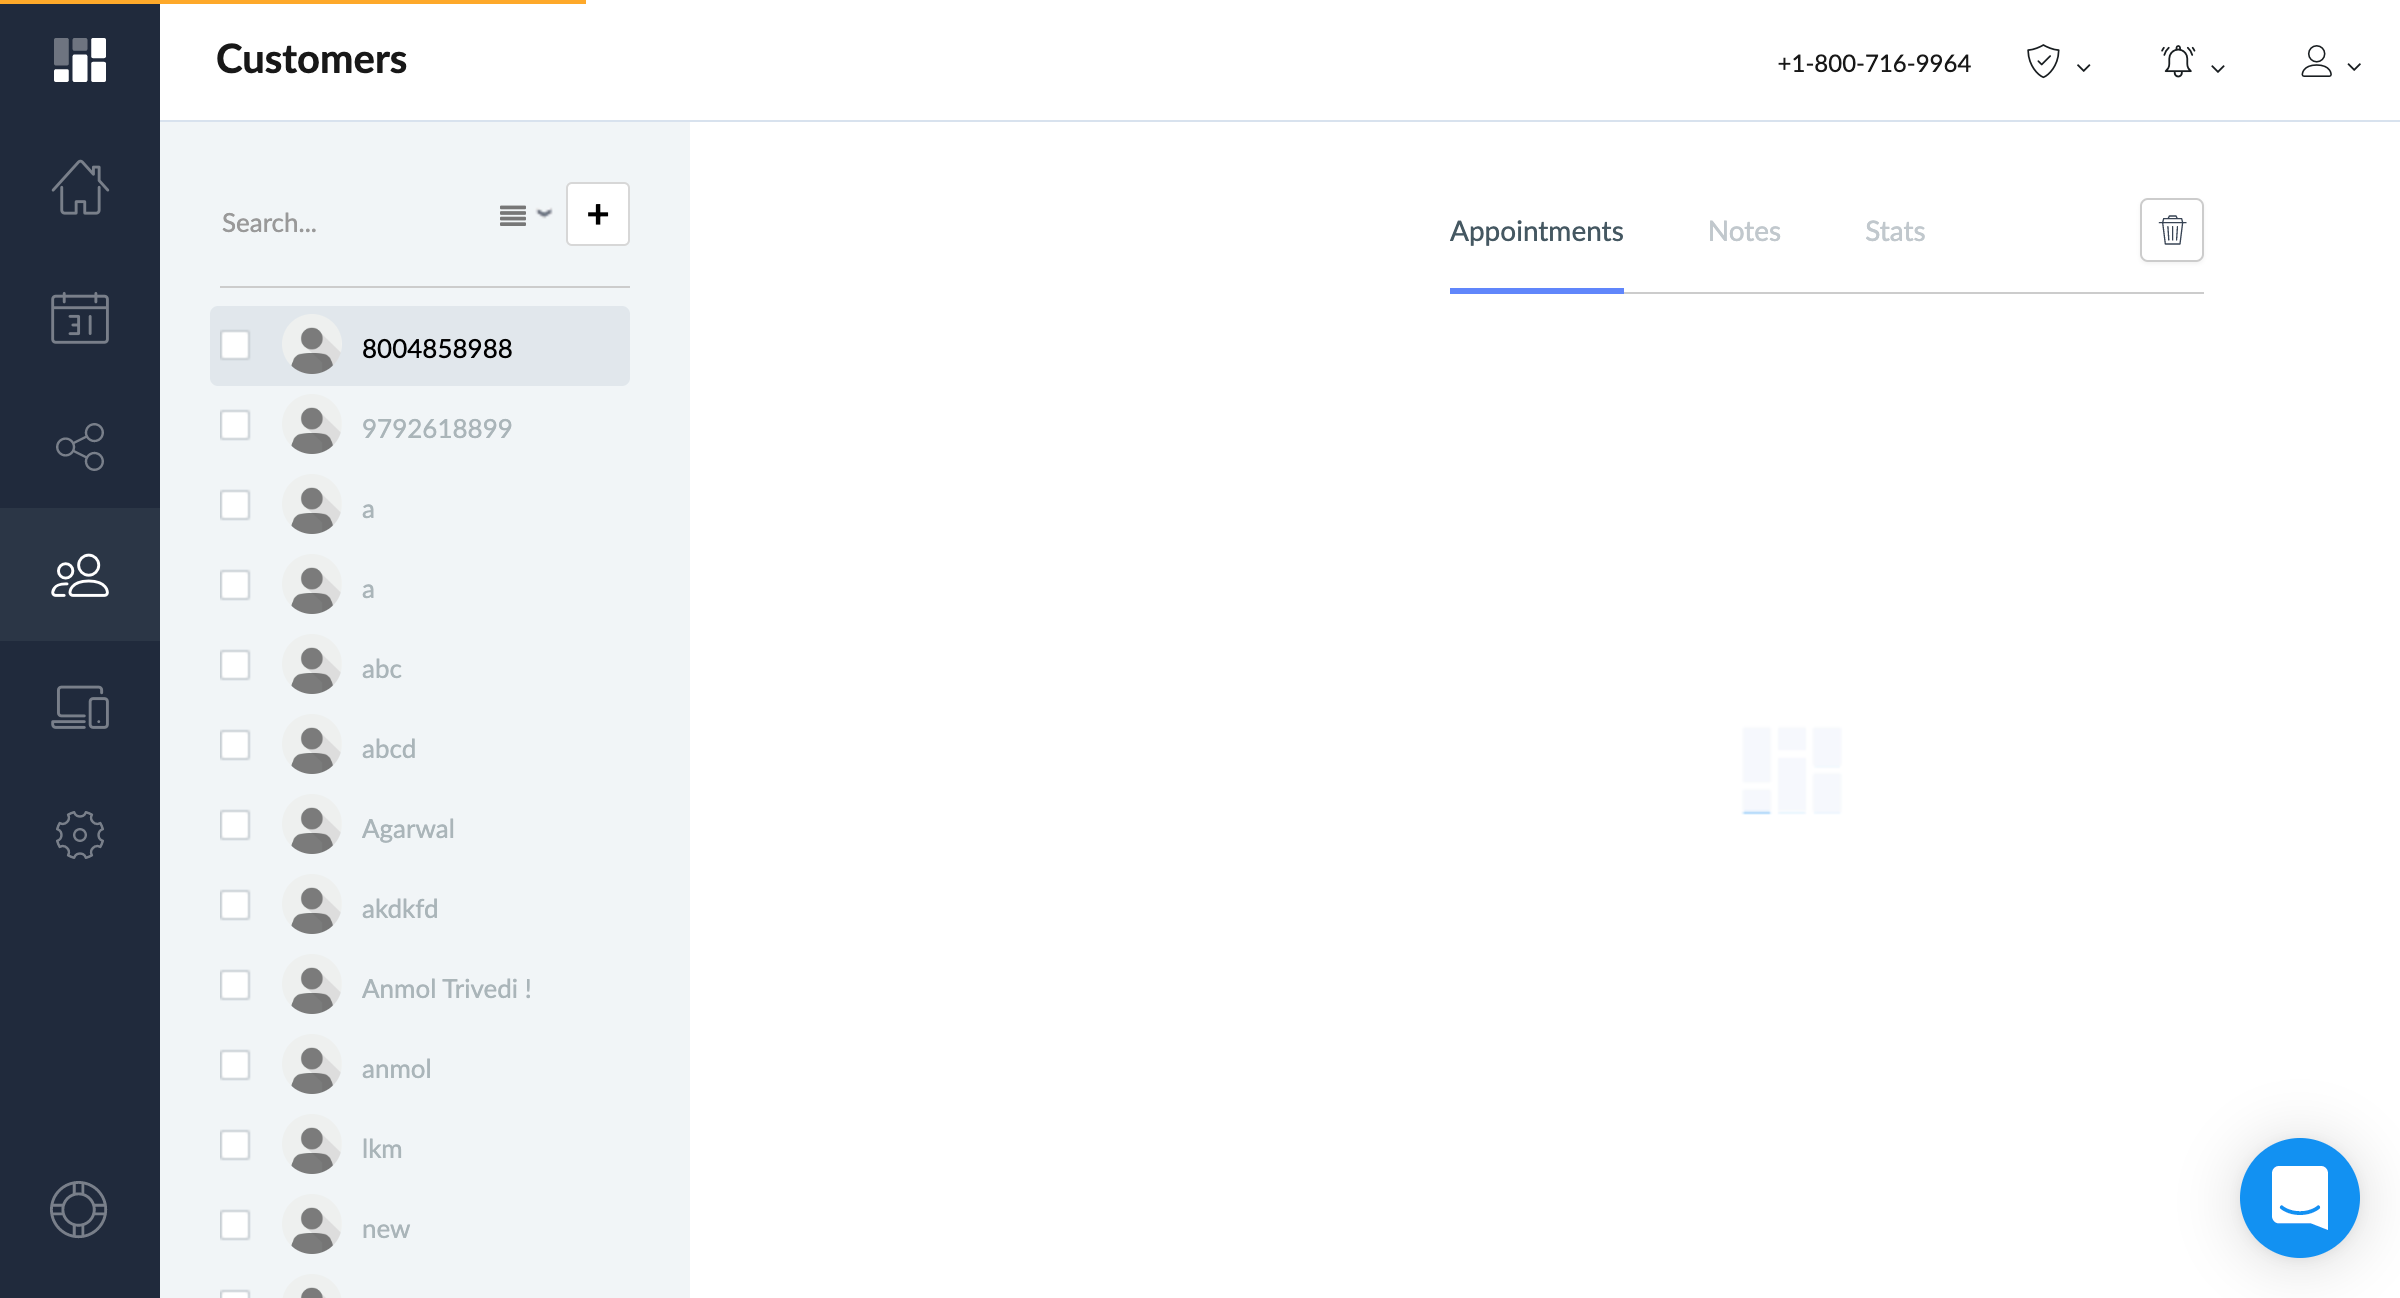 Customers
+1-800-716-9964
Search...
Appointments Notes Stats
31
8004858988
9792618899
a
a
abc
abcd
Agarwal
akdkfd
Anmol Trivedi !
anmol
lkm
new